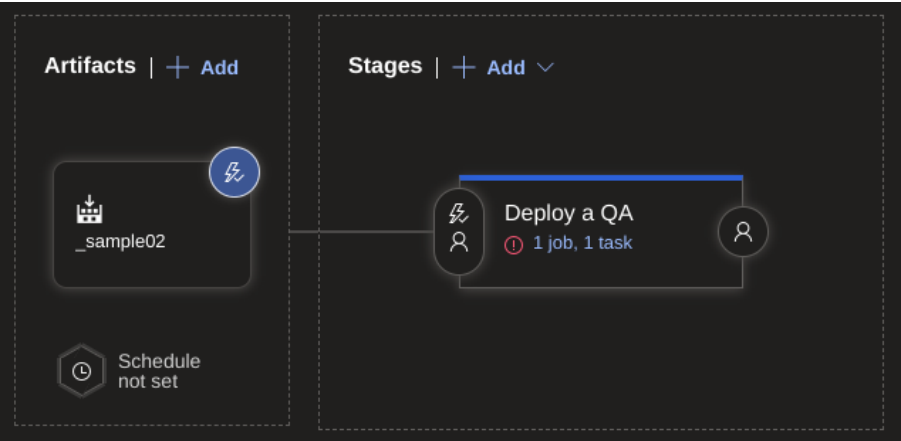 Artifacts | + Add
Stages | + Add
_sample02
Deploy a QA
1 job, 1 task
Schedule
not set